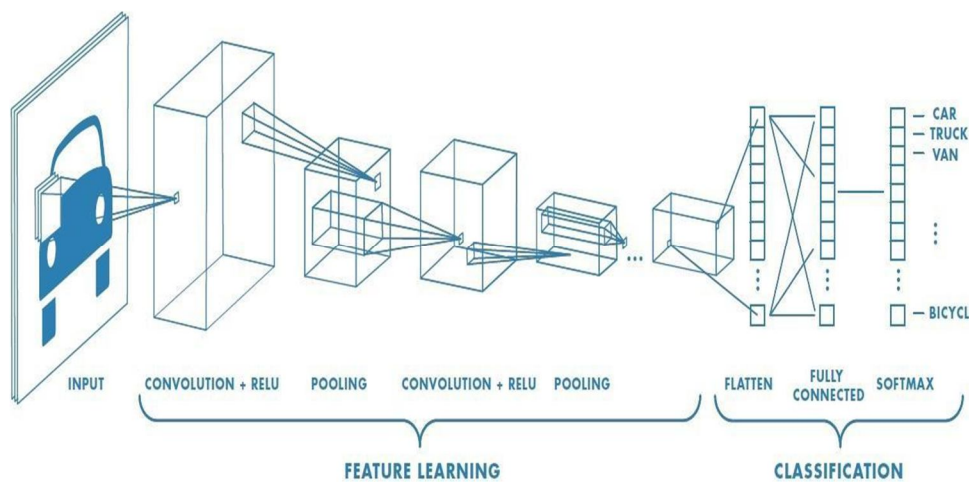 CAR
TRUCK
VAN
BICYCL
INPUT
CONVOLUTION + RELU
POOLING
CONVOLUTION + RELU
POOLING
FLATTEN
FULLY
CONNECTED
SOFTMAX
FEATURE LEARNING
CLASSIFICATION